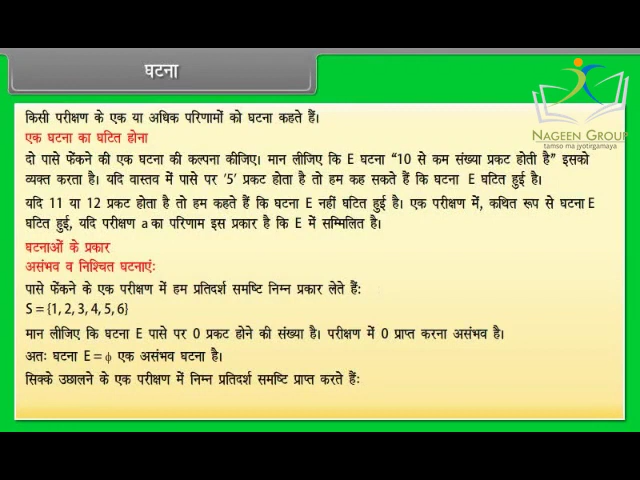 घटना
NAGEEN GROUP
tamso ma jyotirgamaya
किसी परीक्षण के एक या अधिक परिणामों को घटना कहते हैं।
एक घटना का घटित होना
दो पासे फेंकने की एक घटना की कल्पना कीजिए। मान लीजिए कि E घटना “10 से कम संख्या प्रकट होती है” इसको
व्यक्त करता है। यदि वास्तव में पासे पर '5' प्रकट होता है तो हम कह सकते हैं कि घटना E घटित हुई है।
यदि 11 या 12 प्रकट होता है तो हम कहते हैं कि घटना E नहीं घटित हुई है। एक परीक्षण में, कथित रूप से घटना E
घटित हुई, यदि परीक्षण a का परिणाम इस प्रकार है कि E में सम्मिलित है।
घटनाओं के प्रकार
असंभव व निश्चित घटनाएंः
पासे फेंकने के एक परीक्षण में हम प्रतिदर्श समष्टि निम्न प्रकार लेते हैंः
S = {1, 2, 3, 4, 5, 6}
मान लीजिए कि घटना E पासे पर 0 प्रकट होने की संख्या है। परीक्षण में 0 प्राप्त करना असंभव है।
अतः घटना E = ϕ एक असंभव घटना है।
सिक्के उछालने के एक परीक्षण में निम्न प्रतिदर्श समष्टि प्राप्त करते हैंः